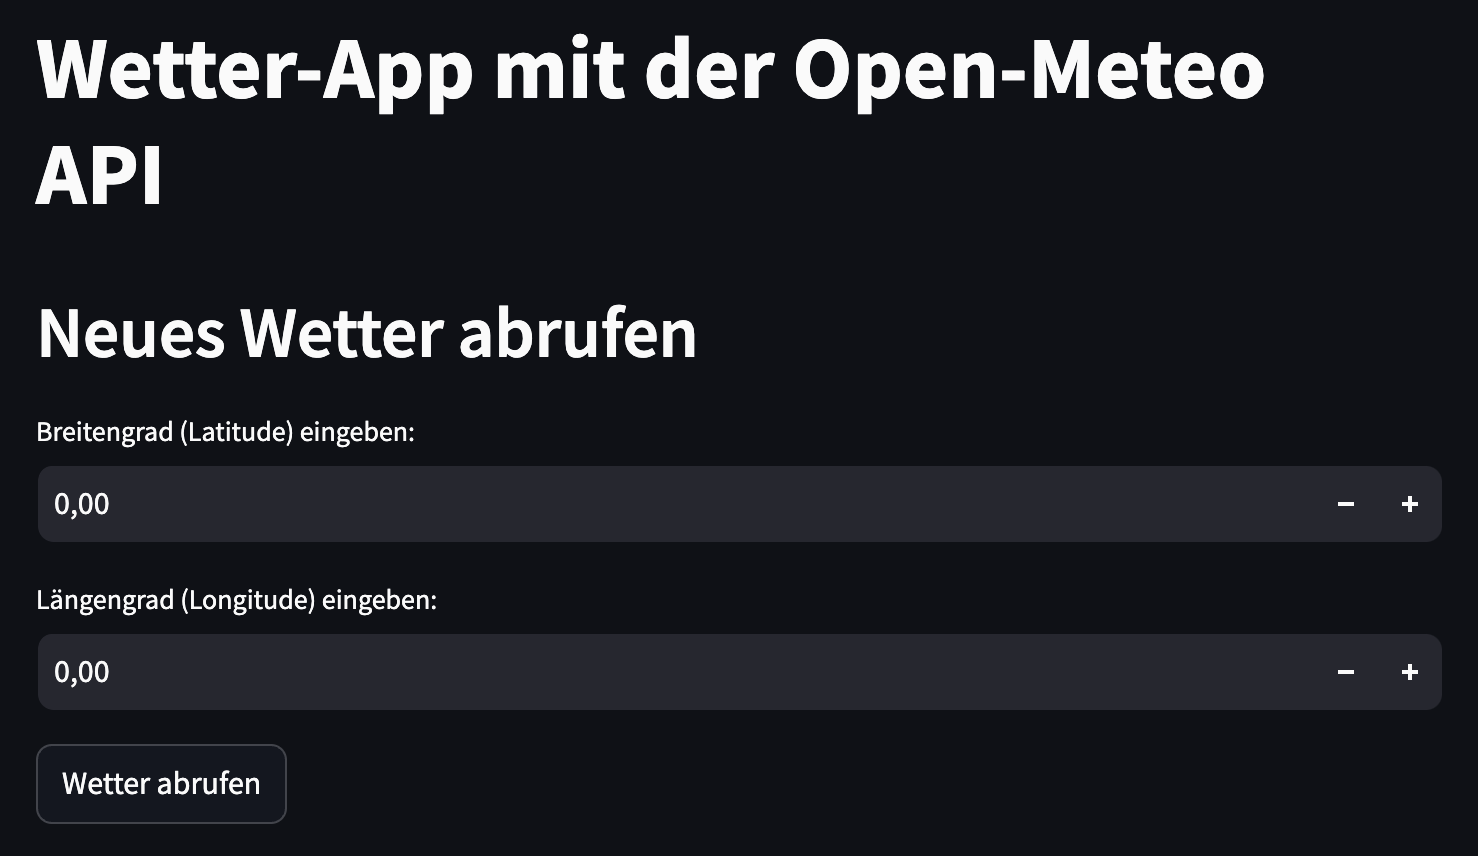 Wetter-App mit der Open-Meteo
API
Neues Wetter abrufen
Breitengrad (Latitude) eingeben:
0,00 − +
Längengrad (Longitude) eingeben:
0,00 − +
Wetter abrufen